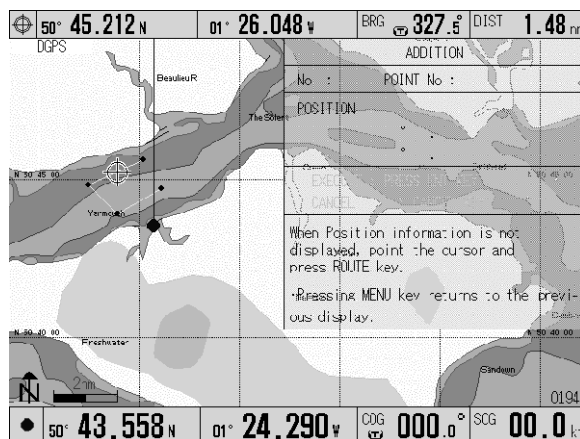 50° 45.212 N 01° 26.048 W BRG (T) 327.5° DIST 1.48 nm
DGPS
ADDITION
No : POINT No :
Beaulieu R
POSITION
The Solent
N 50 45 00
EXECUTE
CANCEL
Yarmouth
When Position information is not
displayed, point the cursor and
press ROUTE key.
·Pressing MENU key returns to the previ-
ous display.
N 50 40 00 N 50 40 00
Freshwater
Sandown
N
2nm
0194
50° 43.558 N 01° 24.290 W COG (T) 000.0° SCG 00.0